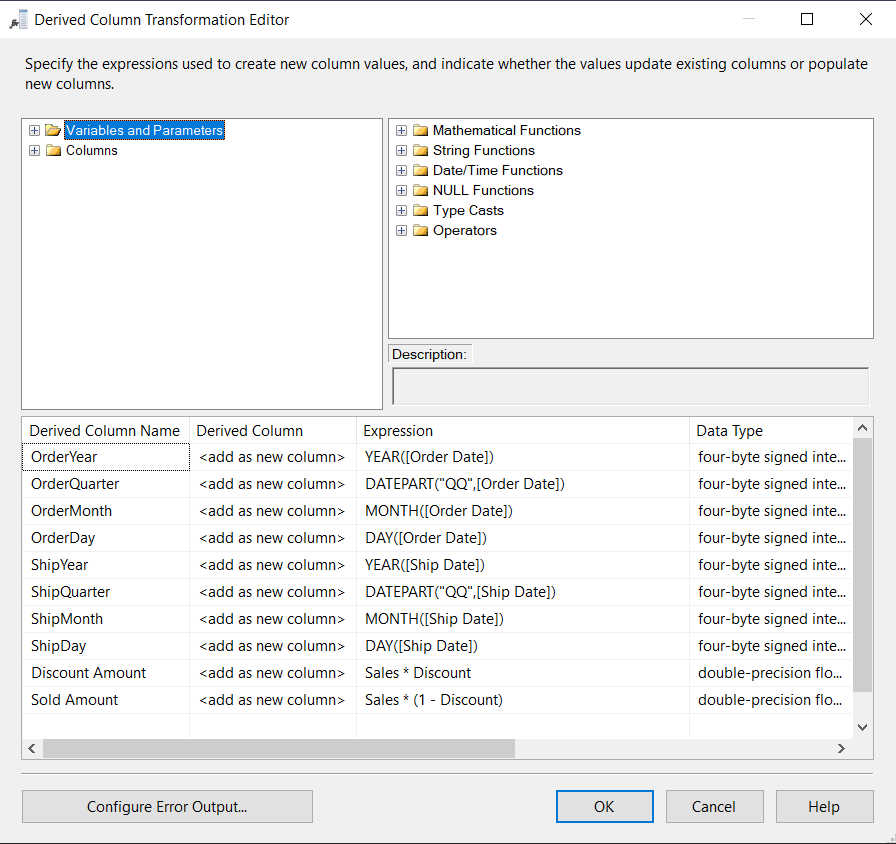 Derived Column Transformation Editor
Specify the expressions used to create new column values, and indicate whether the values update existing columns or populate
new columns.
Variables and Parameters
Columns
Mathematical Functions
String Functions
Date/Time Functions
NULL Functions
Type Casts
Operators
Description:
Derived Column Name Derived Column Expression Data Type
OrderYear <add as new column> YEAR([Order Date]) four-byte signed inte...
OrderQuarter <add as new column> DATEPART("QQ",[Order Date]) four-byte signed inte...
OrderMonth <add as new column> MONTH([Order Date]) four-byte signed inte...
OrderDay <add as new column> DAY([Order Date]) four-byte signed inte...
ShipYear <add as new column> YEAR([Ship Date]) four-byte signed inte...
ShipQuarter <add as new column> DATEPART("QQ",[Ship Date]) four-byte signed inte...
ShipMonth <add as new column> MONTH([Ship Date]) four-byte signed inte...
ShipDay <add as new column> DAY([Ship Date]) four-byte signed inte...
Discount Amount <add as new column> Sales * Discount double-precision flo...
Sold Amount <add as new column> Sales * (1 - Discount) double-precision flo...
Configure Error Output... OK Cancel Help